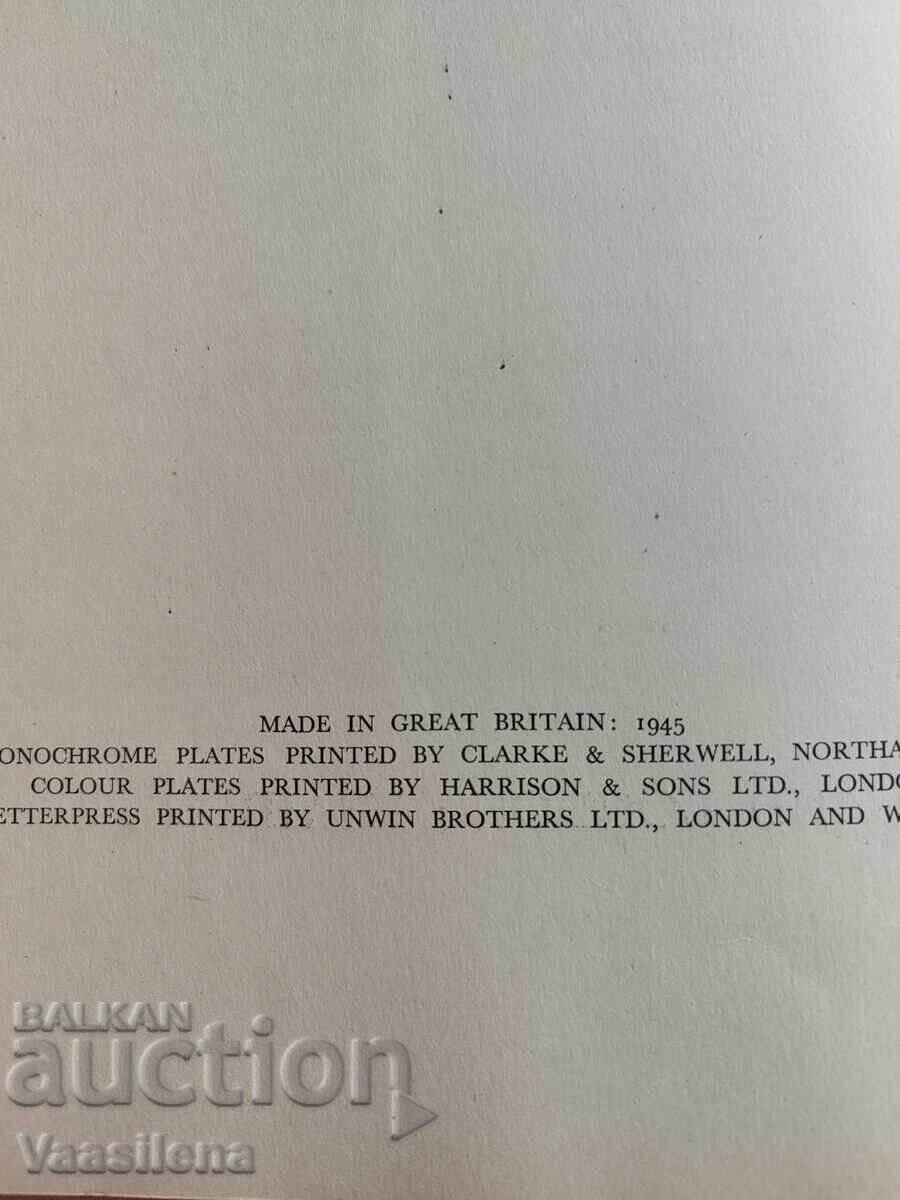 MADE IN GREAT BRITAIN: 1945
ONOCHROME PLATES PRINTED BY CLARKE & SHERWELL, NORTHA
COLOUR PLATES PRINTED BY HARRISON & SONS LTD., LONDO
ETTERPRESS PRINTED BY UNWIN BROTHERS LTD., LONDON AND W
BALKAN
auction
Vaasilena